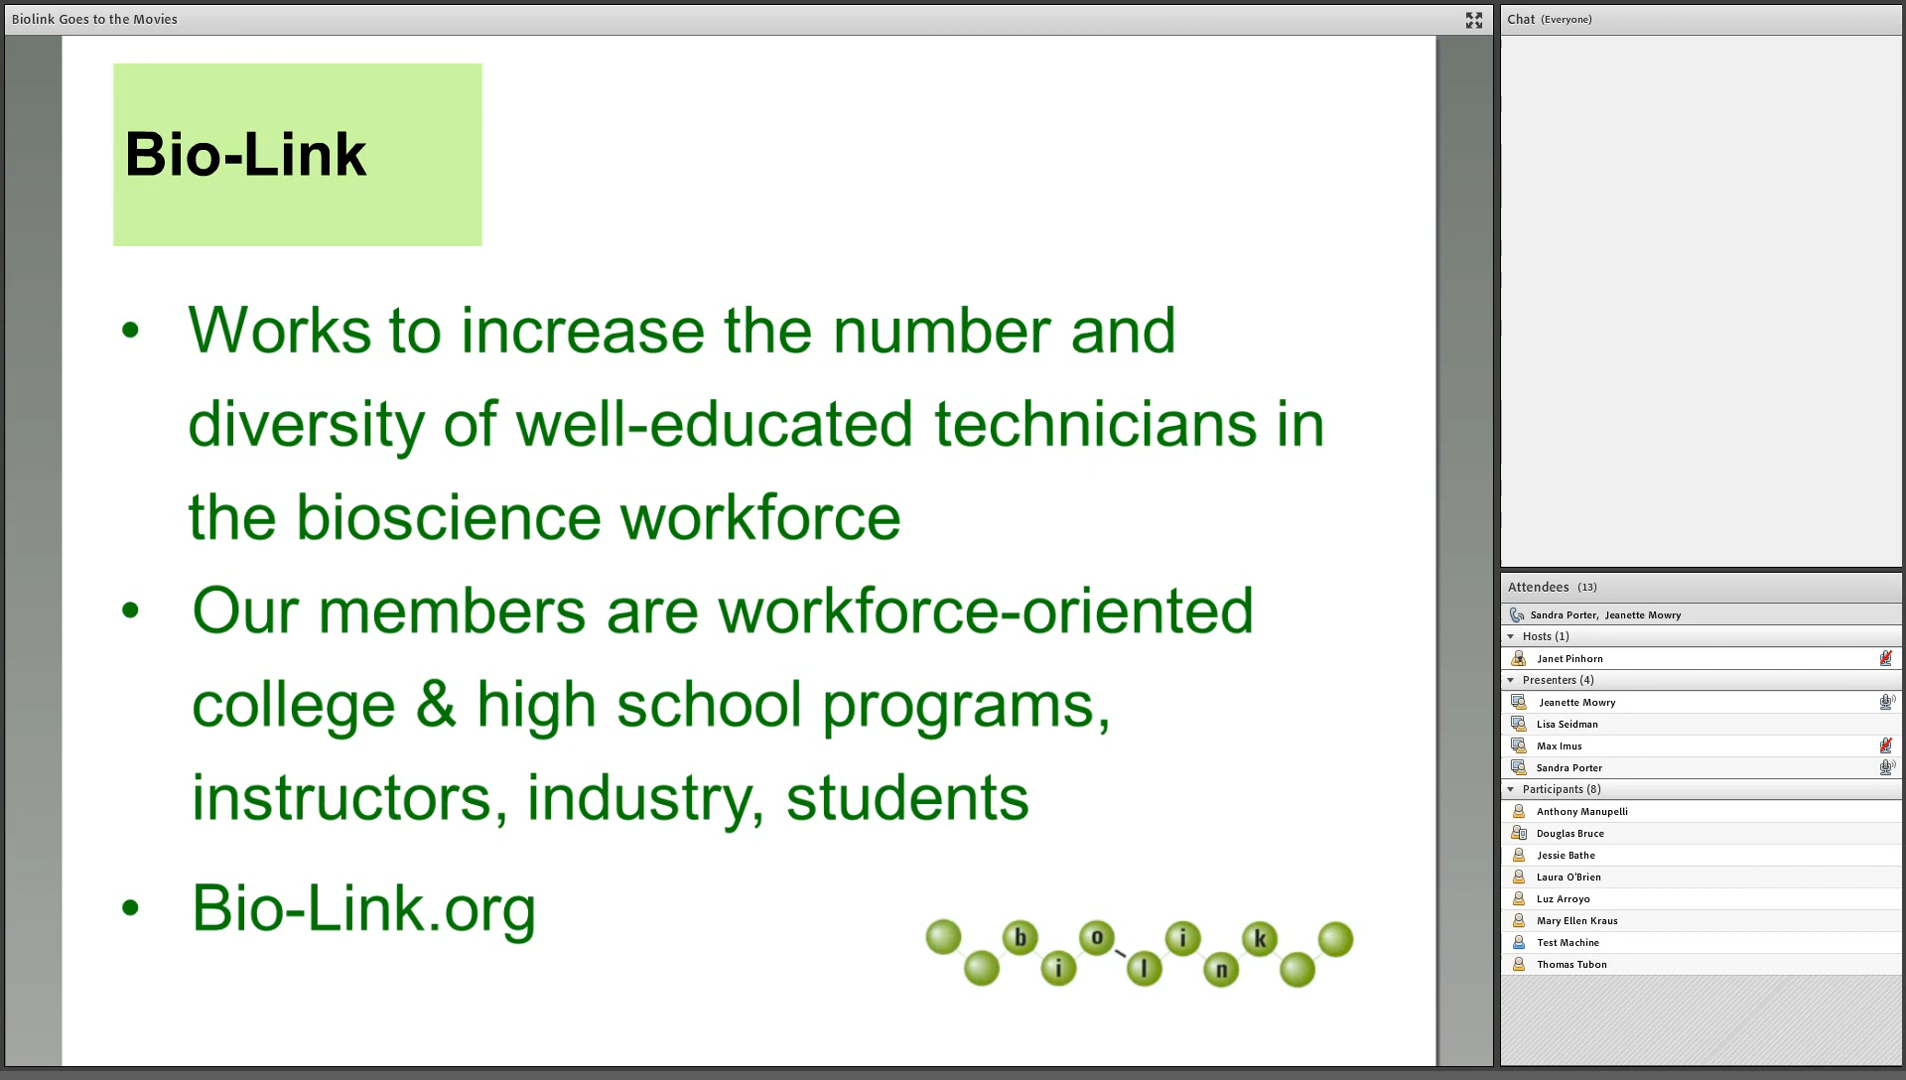 Biolink Goes to the Movies
Bio-Link
• Works to increase the number and
diversity of well-educated technicians in
the bioscience workforce
• Our members are workforce-oriented
college & high school programs,
instructors, industry, students
• Bio-Link.org
b i o - l i n k
Chat (Everyone)
Attendees (13)
Sandra Porter, Jeanette Mowry
Hosts (1)
Janet Pinhorn
Presenters (4)
Jeanette Mowry
Lisa Seidman
Max Imus
Sandra Porter
Participants (8)
Anthony Manupelli
Douglas Bruce
Jessie Bathe
Laura O'Brien
Luz Arroyo
Mary Ellen Kraus
Test Machine
Thomas Tubon